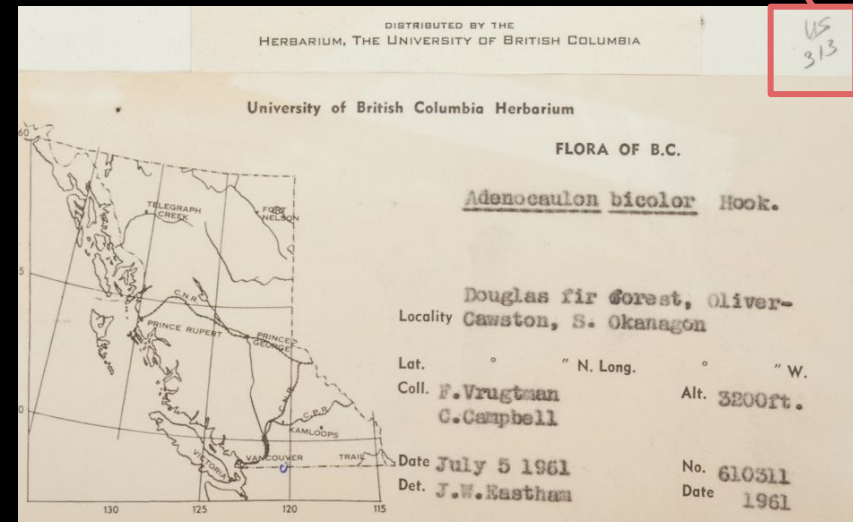 DISTRIBUTED BY THE
HERBARIUM, THE UNIVERSITY OF BRITISH COLUMBIA
US
313
University of British Columbia Herbarium
FLORA OF B.C.
Adenocaulon bicolor Hook.
Douglas fir forest, Oliver-
Locality Cawston, S. Okanagon
Lat. ° " N. Long. ° " W.
Coll. F.Vrugtman Alt. 3200ft.
C.Campbell
Date July 5 1961 No. 610311
Det. J.W.Eastham Date 1961
60
TELEGRAPH
CREEK
FORT
NELSON
5
C.N.R.
PRINCE RUPERT
PRINCE
GEORGE
C.N.R.
C.P.R.
0
KAMLOOPS
VANCOUVER
TRAIL
VICTORIA
130 125 120 115